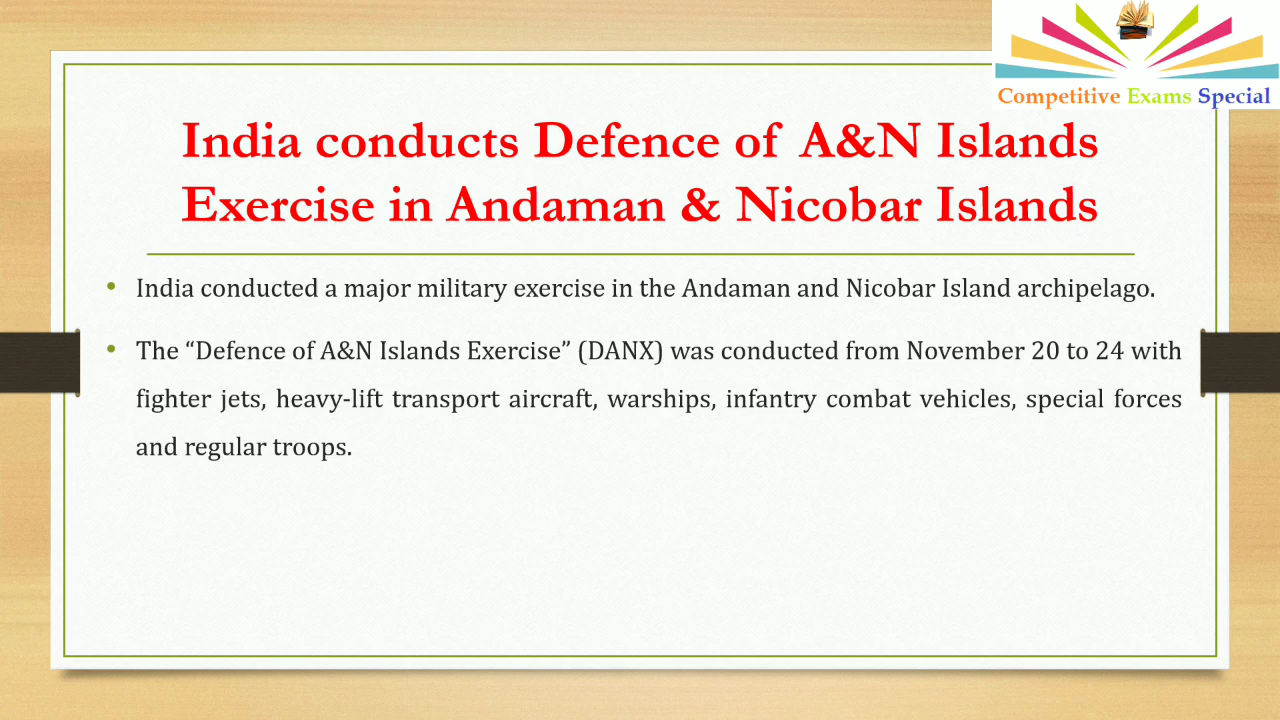 Competitive Exams Special
India conducts Defence of A&N Islands
Exercise in Andaman & Nicobar Islands
• India conducted a major military exercise in the Andaman and Nicobar Island archipelago.
• The “Defence of A&N Islands Exercise” (DANX) was conducted from November 20 to 24 with
fighter jets, heavy-lift transport aircraft, warships, infantry combat vehicles, special forces
and regular troops.